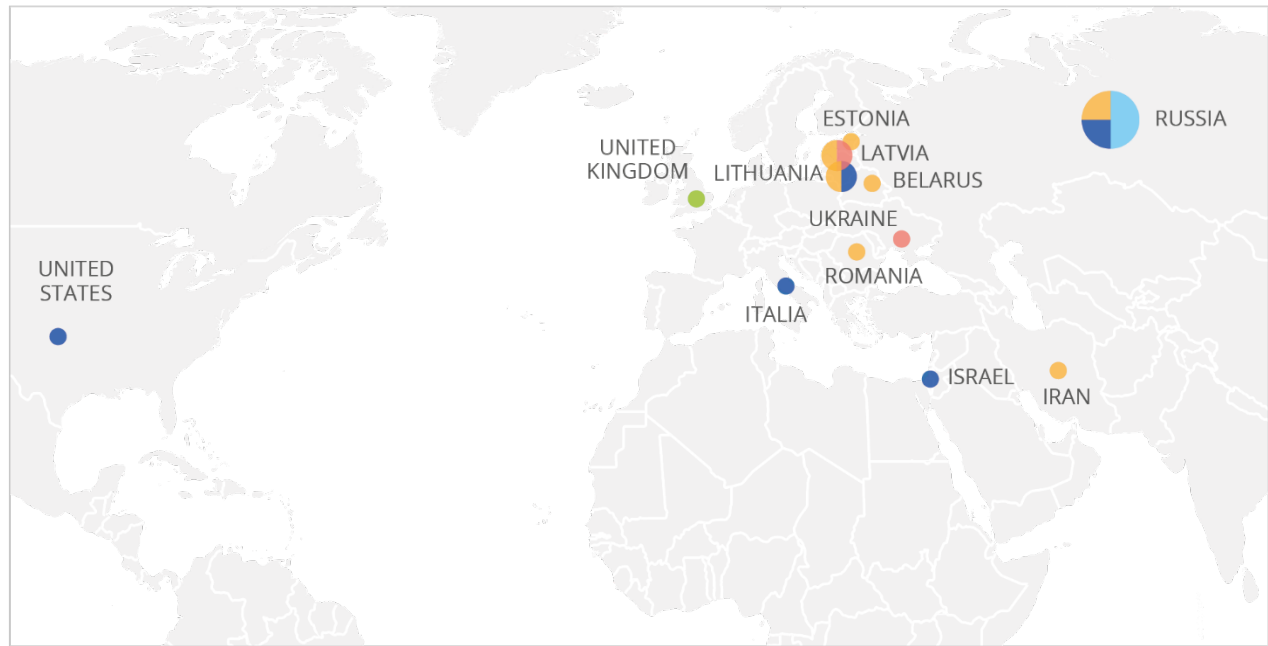 ESTONIA
RUSSIA
UNITED
KINGDOM
LATVIA
LITHUANIA
BELARUS
UKRAINE
UNITED
STATES
ROMANIA
ITALIA
ISRAEL
IRAN